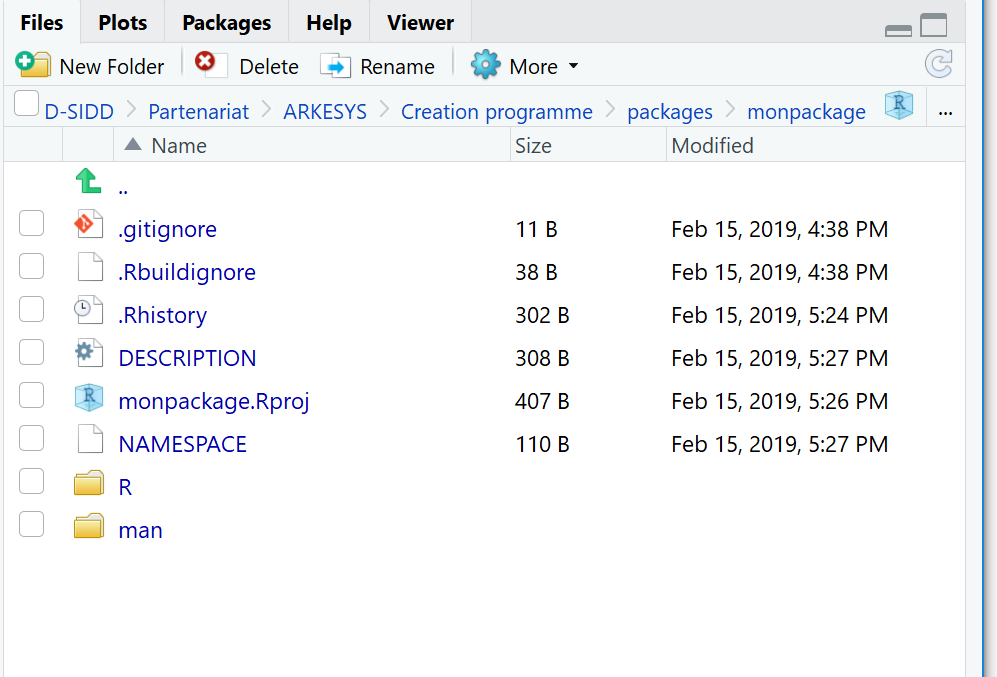 Files Plots Packages Help Viewer
New Folder Delete Rename More
D-SIDD Partenariat ARKESYS Creation programme packages monpackage R ...
Name Size Modified
..
.gitignore 11 B Feb 15, 2019, 4:38 PM
.Rbuildignore 38 B Feb 15, 2019, 4:38 PM
.Rhistory 302 B Feb 15, 2019, 5:24 PM
DESCRIPTION 308 B Feb 15, 2019, 5:27 PM
R monpackage.Rproj 407 B Feb 15, 2019, 5:26 PM
NAMESPACE 110 B Feb 15, 2019, 5:27 PM
R
man